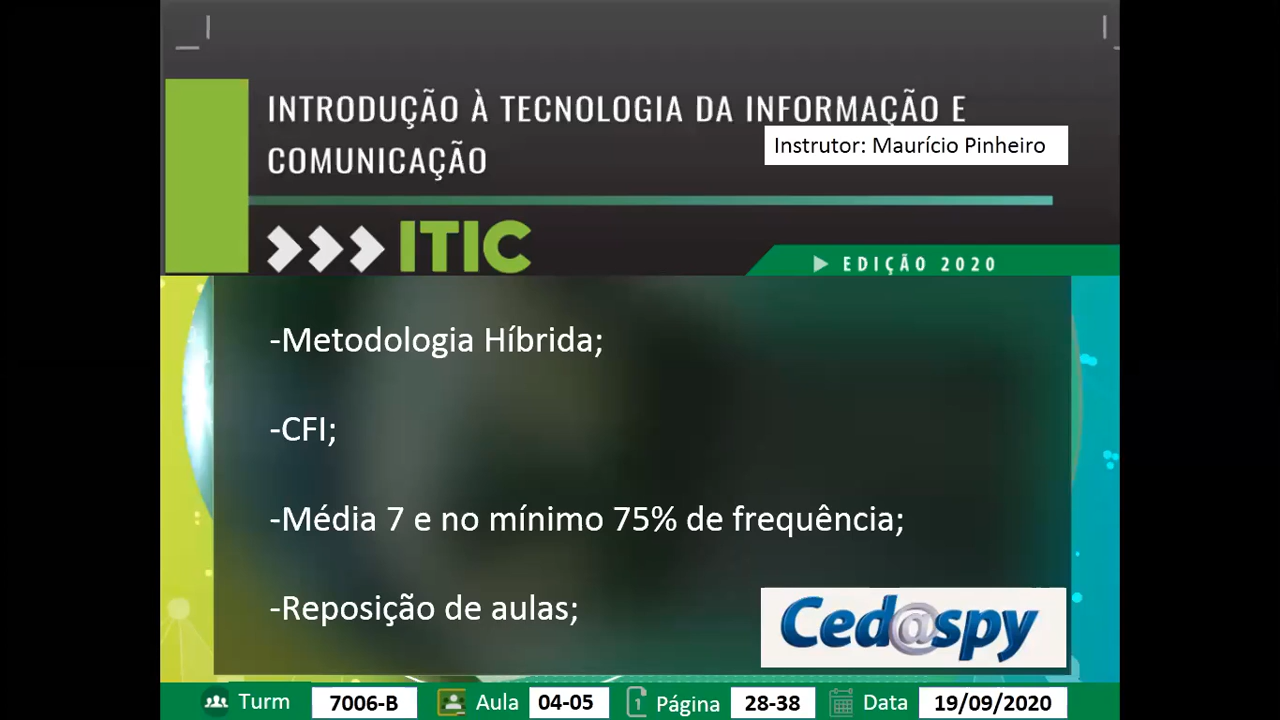 INTRODUÇÃO À TECNOLOGIA DA INFORMAÇÃO E
COMUNICAÇÃO
Instrutor: Maurício Pinheiro
ITIC
EDIÇÃO 2020
-Metodologia Híbrida;
-CFI;
-Média 7 e no mínimo 75% de frequência;
-Reposição de aulas;
Ced@spy
Turm 7006-B Aula 04-05 1 Página 28-38 Data 19/09/2020